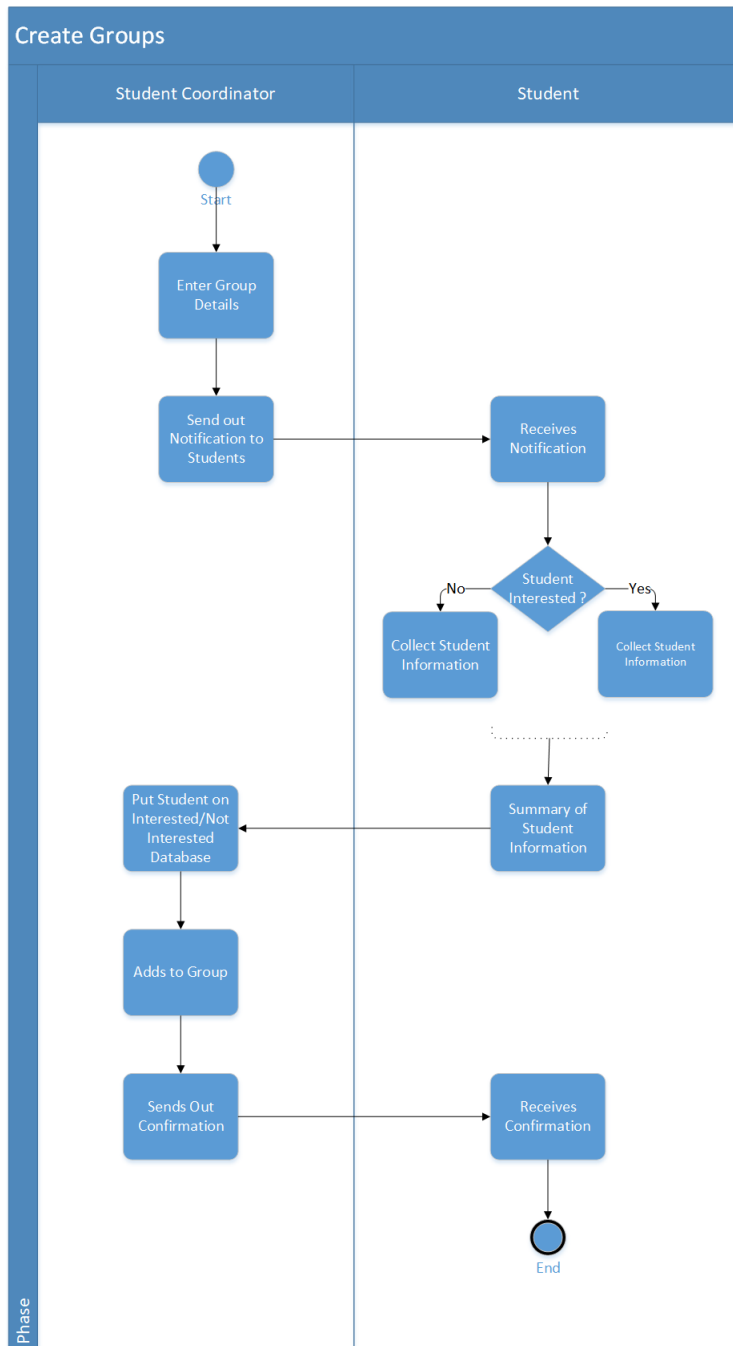 Create Groups
Student Coordinator
Student
Start
Enter Group
Details
Send out
Notification to
Students
Receives
Notification
Student
Interested ?
No
Yes
Collect Student
Information
Collect Student
Information
Put Student on
Interested/Not
Interested
Database
Summary of
Student
Information
Adds to Group
Sends Out
Confirmation
Receives
Confirmation
End
Phase